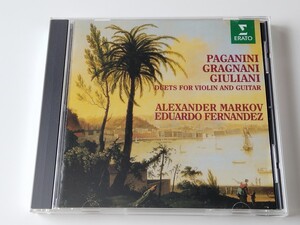 ERATO
PAGANINI
GRAGNANI
GIULIANI
DUETS FOR VIOLIN AND GUITAR
ALEXANDER MARKOV
EDUARDO FERNANDEZ